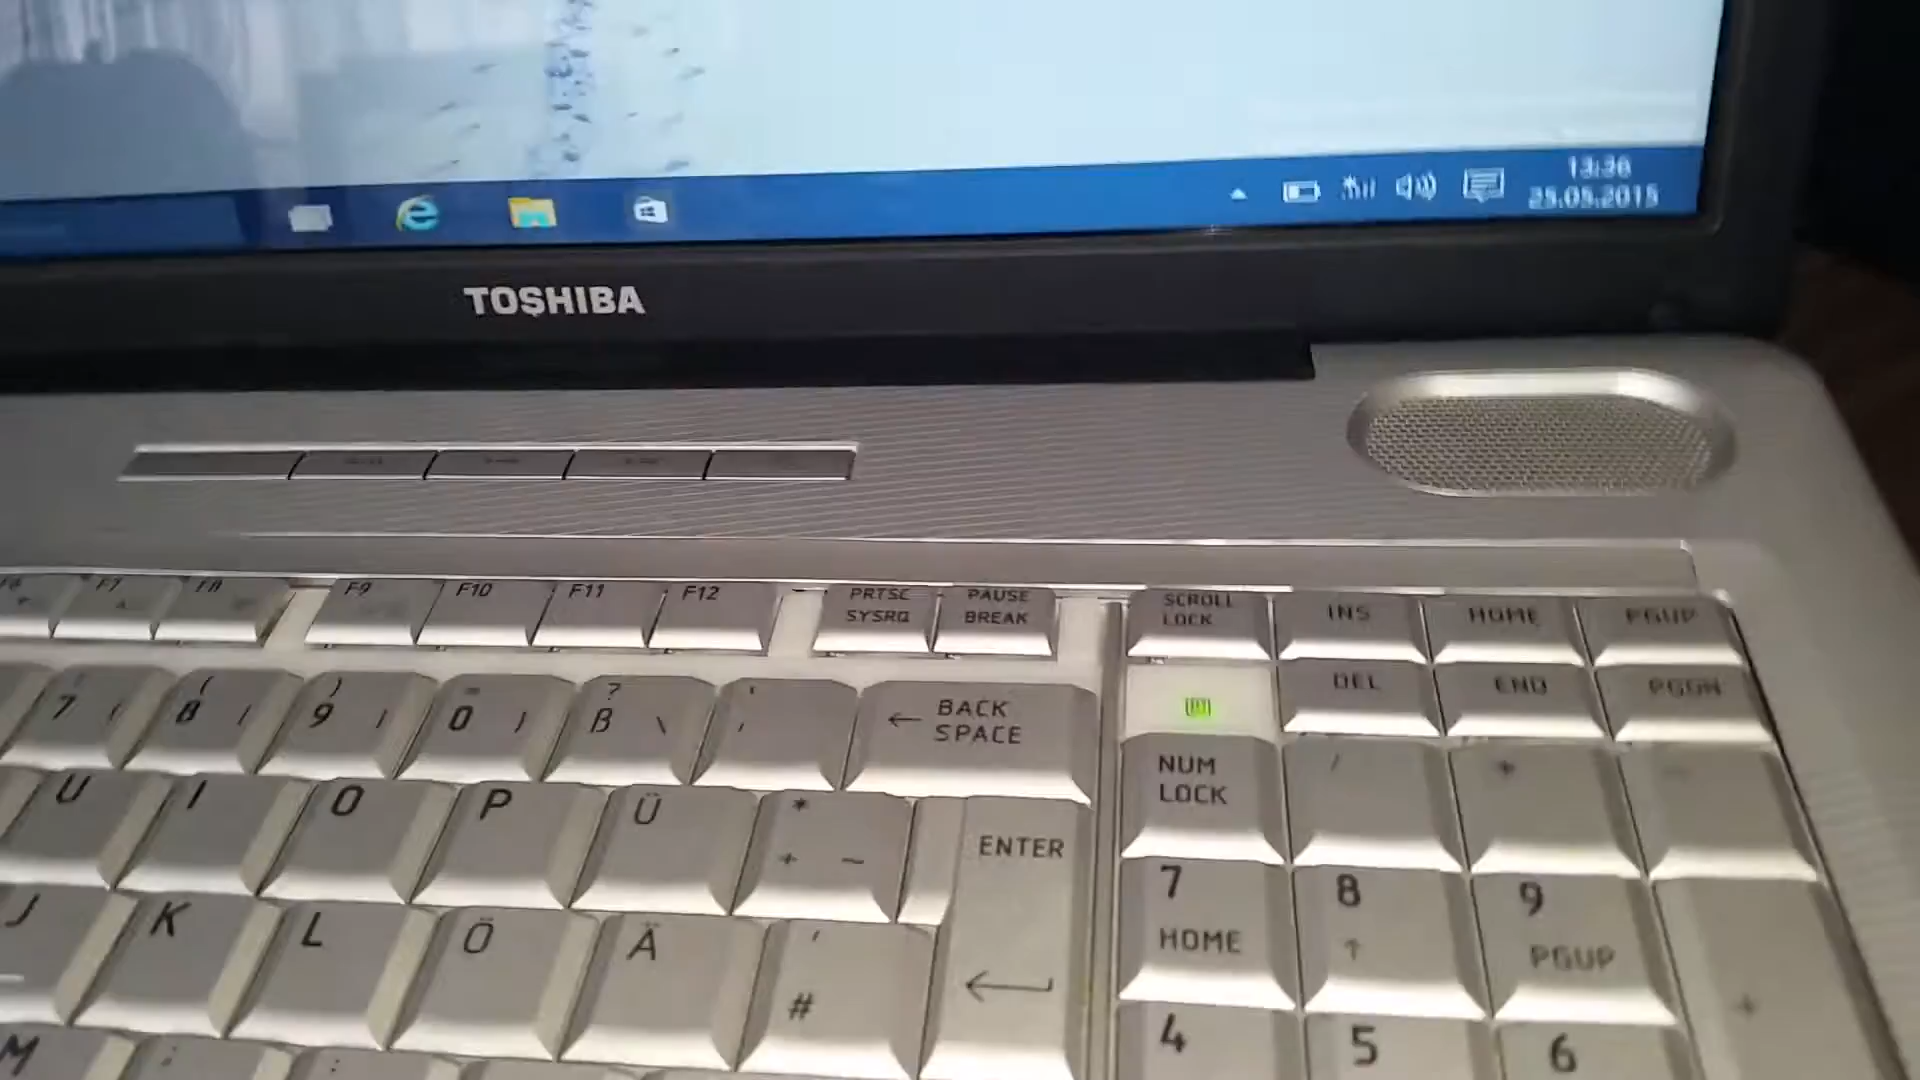 13:36
25.05.2015
TOSHIBA
F6 F7 F8 F9 F10 F11 F12
PRTSC
SYSRQ
PAUSE
BREAK
SCROLL
LOCK
INS
HOME
PGUP
DEL
END
PGDN
7 (
8 (
9 )
0 = }
? ß \
← BACK
SPACE
NUM
LOCK
/
*
-
U I O P Ü
* + ~
ENTER
7
HOME
8
↑
9
PGUP
+
J K L Ö Ä
' #
4 5 6
M ; :